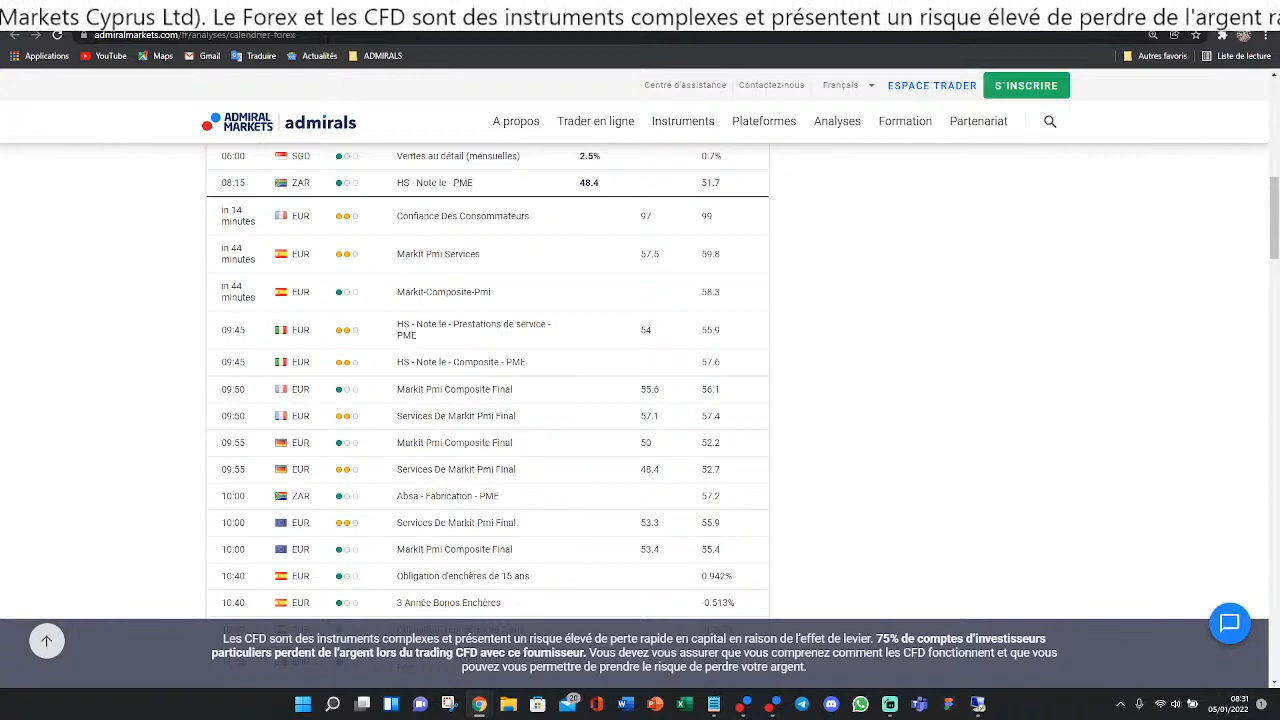 Markets Cyprus Ltd). Le Forex et les CFD sont des instruments complexes et présentent un risque élevé de perdre de l'argent ra
admiralmarkets.com/fr/analyses/calendrier-forex
Applications YouTube Maps Gmail Traduire Actualités ADMIRALS Autres favoris Liste de lecture
Centre d'assistance Contactez-nous Français ESPACE TRADER S'INSCRIRE
ADMIRAL MARKETS admirals A propos Trader en ligne Instruments Plateformes Analyses Formation Partenariat
06:00 SGD Ventes au détail (mensuelles) 2.5% 0.7%
08:15 ZAR HS - Note le - PME 48.4 51.7
in 14 minutes EUR Confiance Des Consommateurs 97 99
in 44 minutes EUR Markit Pmi Services 57.5 59.8
in 44 minutes EUR Markit-Composite-Pmi 58.3
09:45 EUR HS - Note le - Prestations de service - PME 54 55.9
09:45 EUR HS - Note le - Composite - PME 57.6
09:50 EUR Markit Pmi Composite Final 55.6 56.1
09:50 EUR Services De Markit Pmi Final 57.1 57.4
09:55 EUR Markit Pmi Composite Final 50 52.2
09:55 EUR Services De Markit Pmi Final 48.4 52.7
10:00 ZAR Absa - Fabrication - PME 57.2
10:00 EUR Services De Markit Pmi Final 53.3 55.9
10:00 EUR Markit Pmi Composite Final 53.4 55.4
10:40 EUR Obligation d'enchères de 15 ans 0.942%
10:40 EUR 3 Année Bonos Enchères -0.513%
Les CFD sont des instruments complexes et présentent un risque élevé de perte rapide en capital en raison de l'effet de levier. 75% de comptes d'investisseurs
particuliers perdent de l'argent lors du trading CFD avec ce fournisseur. Vous devez vous assurer que vous comprenez comment les CFD fonctionnent et que vous
pouvez vous permettre de prendre le risque de perdre votre argent.
20
08:31
05/01/2022